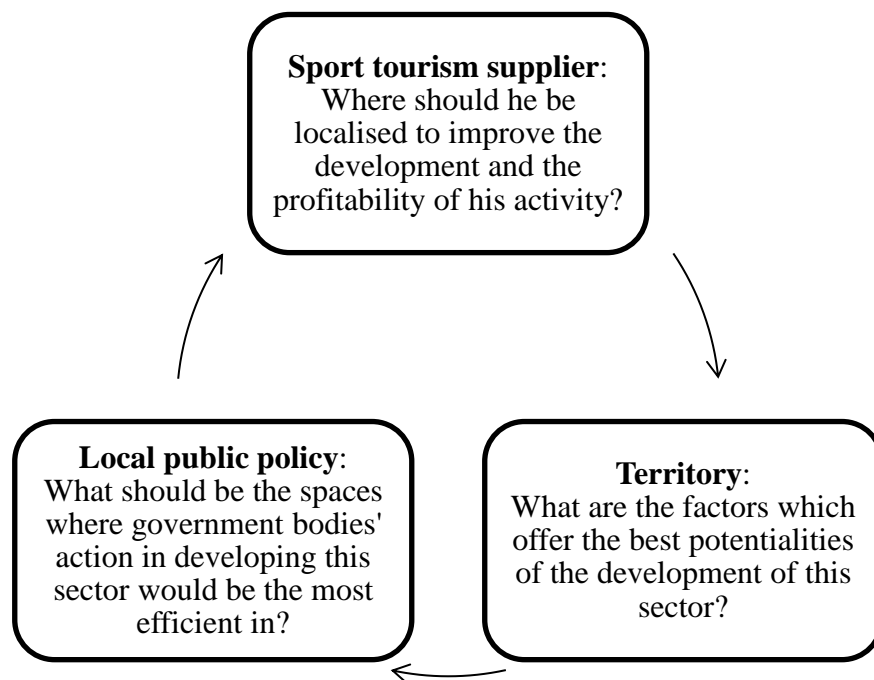 Sport tourism supplier:
Where should he be
localised to improve the
development and the
profitability of his activity?
Local public policy:
What should be the spaces
where government bodies'
action in developing this
sector would be the most
efficient in?
Territory:
What are the factors which
offer the best potentialities
of the development of this
sector?